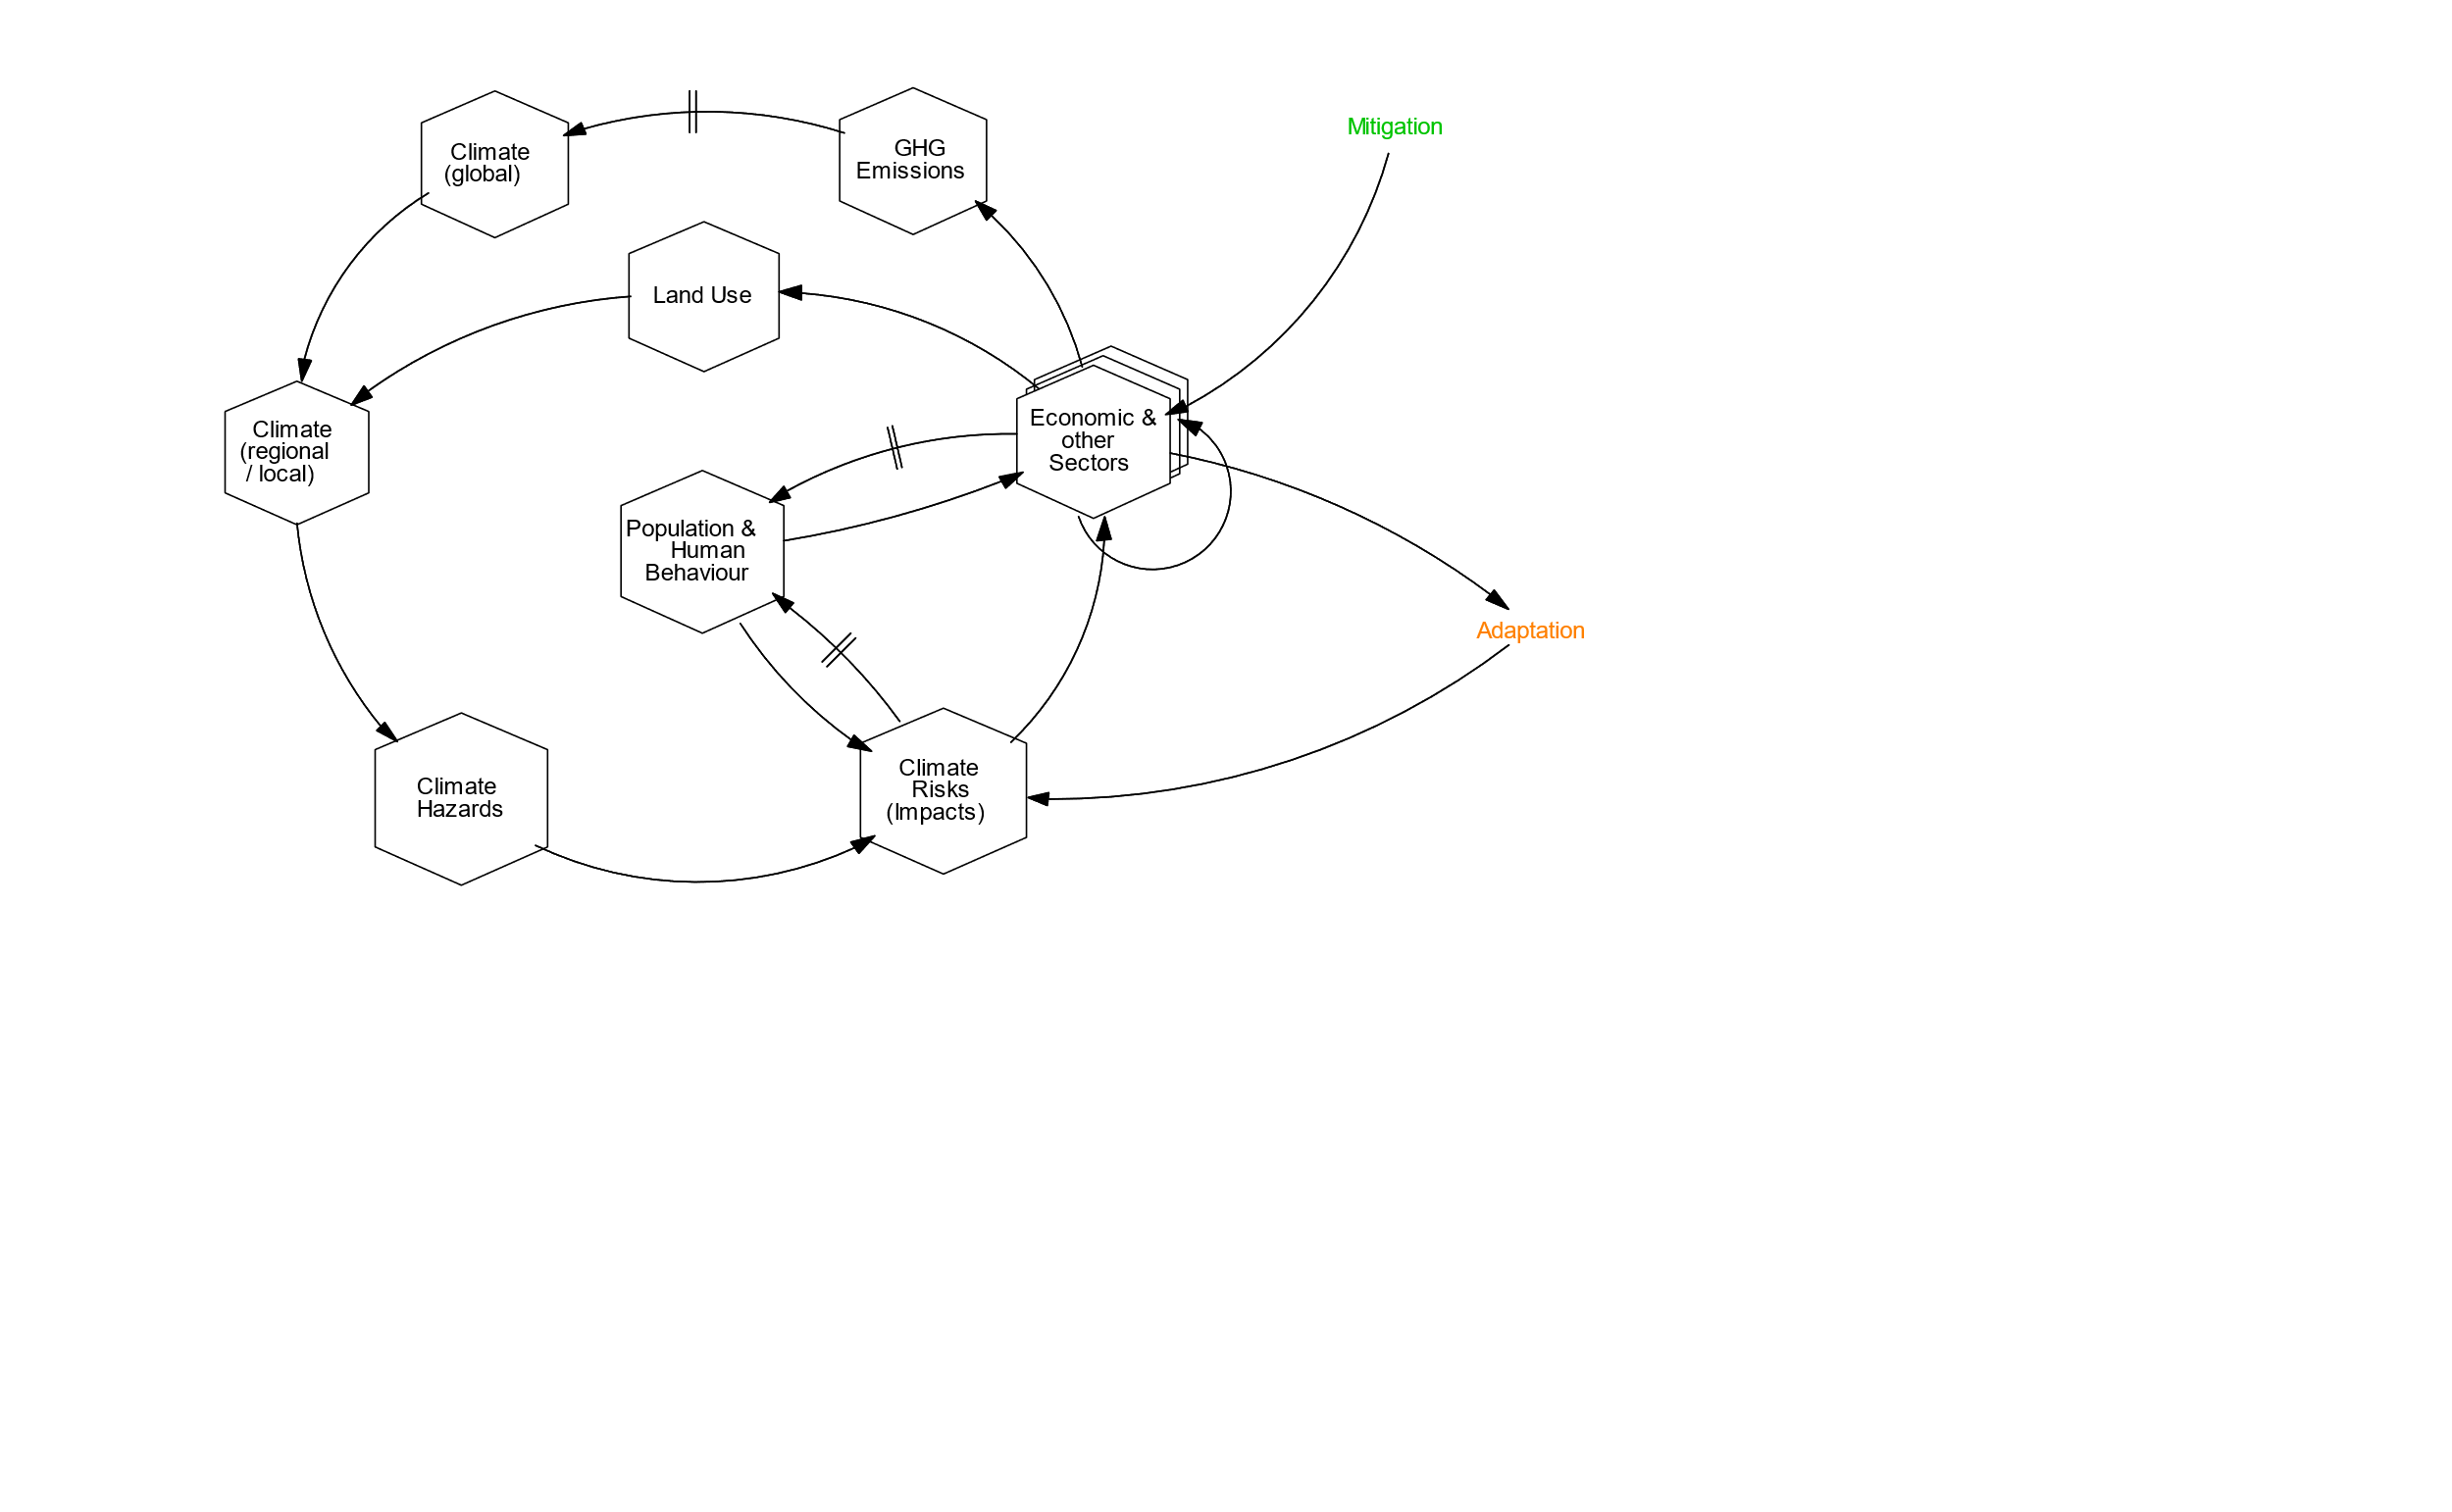 Climate
(global)
GHG
Emissions
Mitigation
Land Use
Climate
(regional
/ local)
Economic &
other
Sectors
Population &
Human
Behaviour
Adaptation
Climate
Hazards
Climate
Risks
(Impacts)